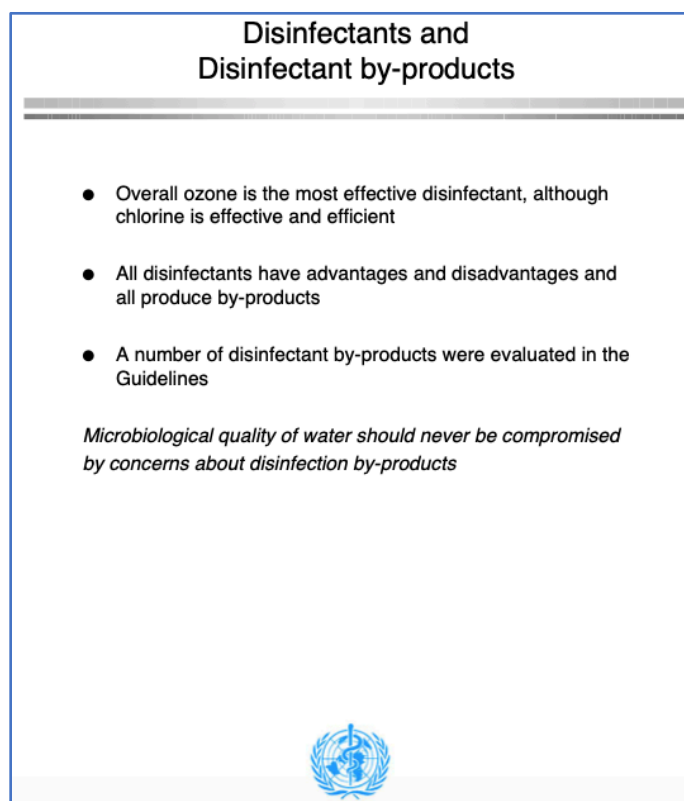 Disinfectants and
Disinfectant by-products
● Overall ozone is the most effective disinfectant, although
chlorine is effective and efficient
● All disinfectants have advantages and disadvantages and
all produce by-products
● A number of disinfectant by-products were evaluated in the
Guidelines
Microbiological quality of water should never be compromised
by concerns about disinfection by-products